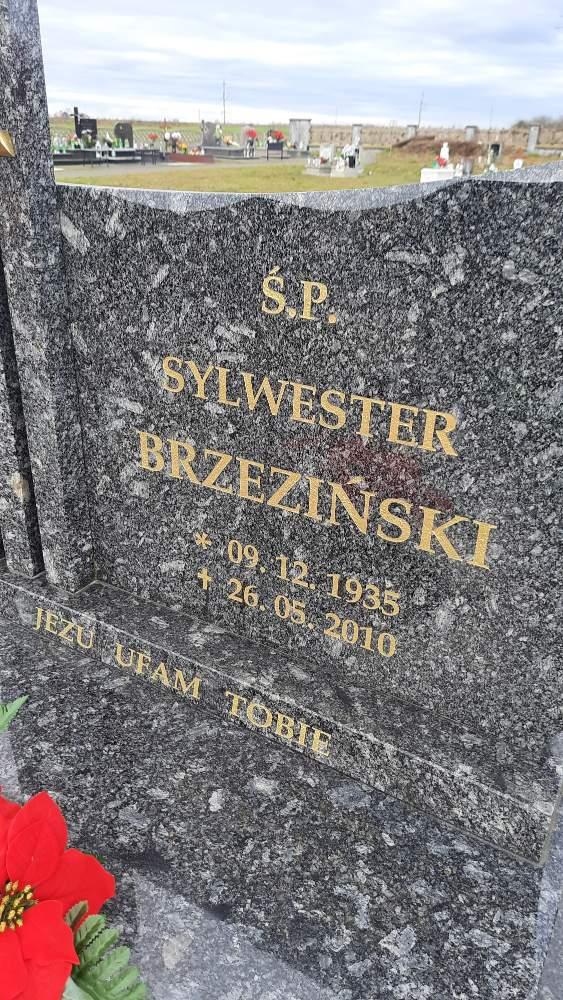 Ś.P.
SYLWESTER
BRZEZIŃSKI
* 09. 12. 1935
✝ 26. 05. 2010
JEZU UFAM TOBIE